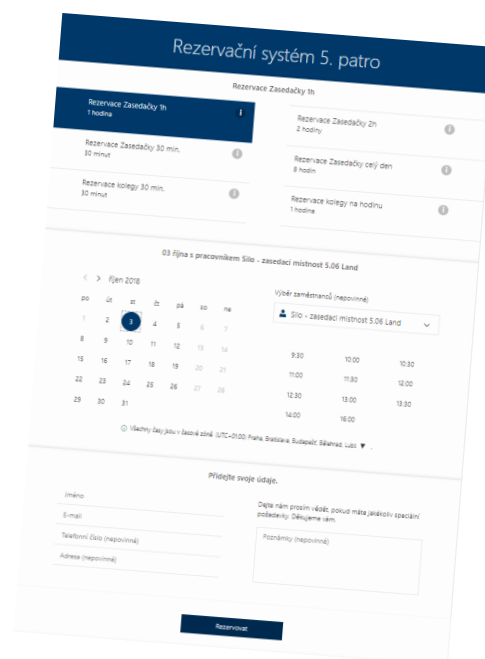 Rezervační systém 5. patro
Rezervace Zasedačky 1h
Rezervace Zasedačky 1h
1 hodina
Rezervace Zasedačky 2h
2 hodiny
Rezervace Zasedačky 30 min.
30 minut
Rezervace Zasedačky celý den
8 hodin
Rezervace kolegy 30 min.
30 minut
Rezervace kolegy na hodinu
1 hodina
03 října s pracovníkem Silo - zasedací místnost 5.06 Land
říjen 2018
po út st čt pá so ne
1 2 3 4 5 6 7
8 9 10 11 12 13 14
15 16 17 18 19 20 21
22 23 24 25 26 27 28
29 30 31
Výběr zaměstnanců (nepovinné)
Silo - zasedací místnost 5.06 Land
9:30 10:00 10:30
11:00 11:30 12:00
12:30 13:00 13:30
14:00 16:00
Všechny časy jsou v časové zóně (UTC+01:00) Praha, Bratislava, Budapešť, Bělehrad, Lubl
Přidejte svoje údaje.
Jméno
E-mail
Telefonní číslo (nepovinné)
Adresa (nepovinné)
Dejte nám prosím vědět, pokud máte jakékoliv speciální
požadavky. Děkujeme vám.
Poznámky (nepovinné)
Rezervovat